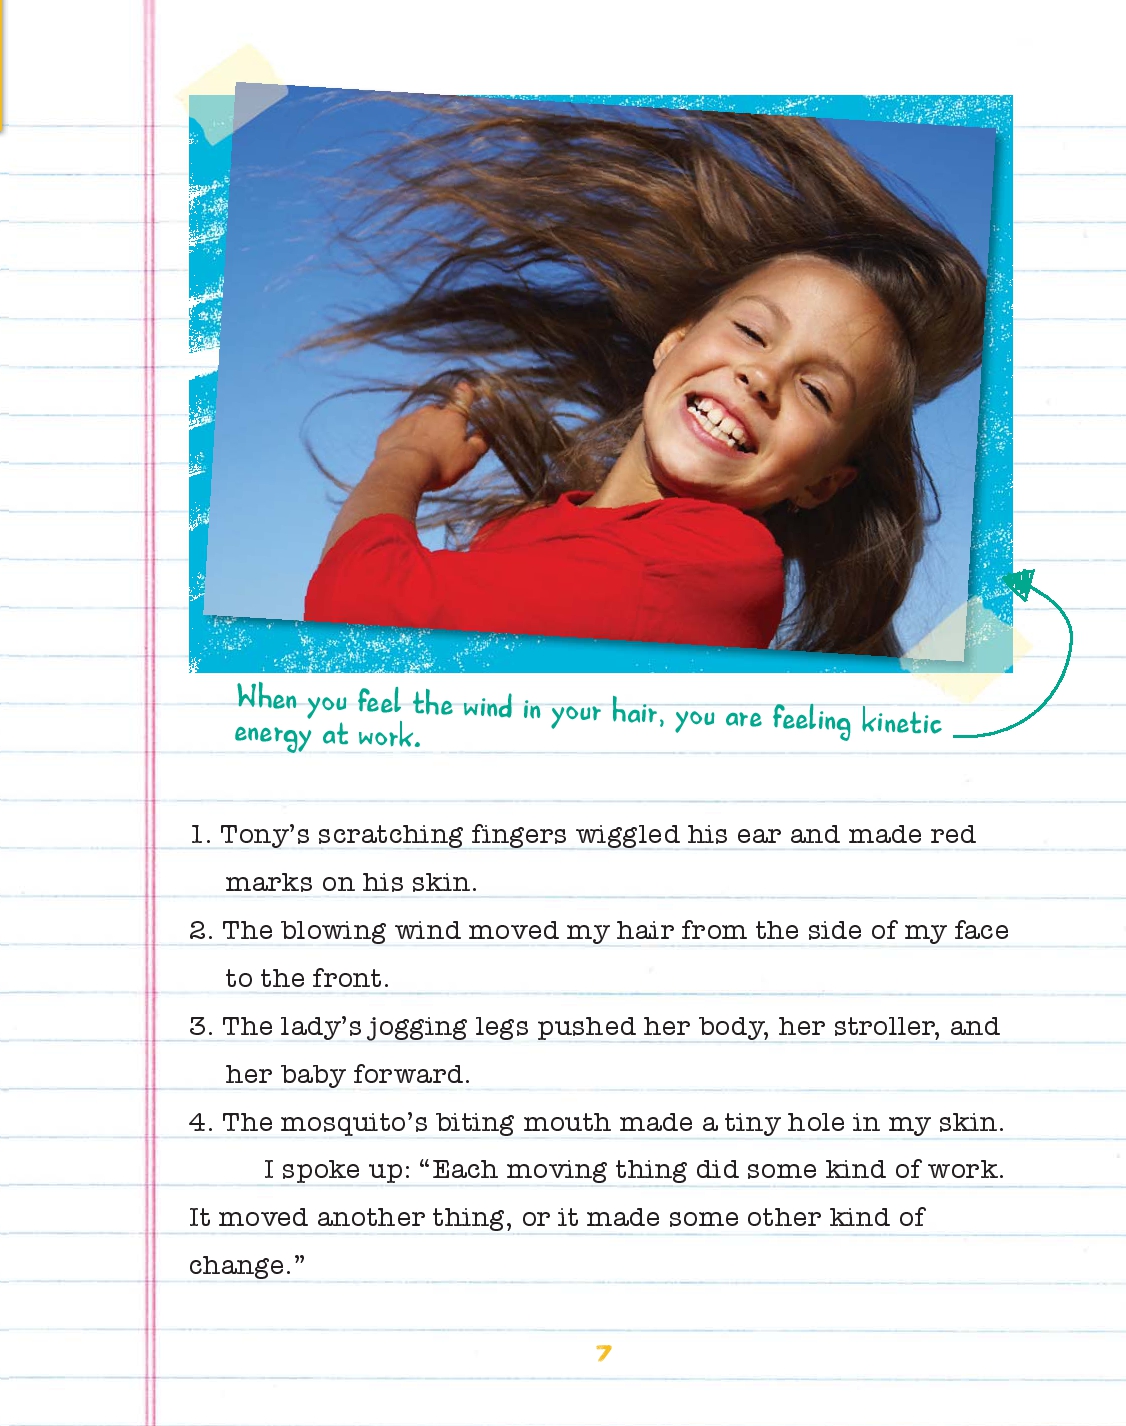 When you feel the wind in your hair, you are feeling kinetic
energy at work.
1. Tony’s scratching fingers wiggled his ear and made red
marks on his skin.
2. The blowing wind moved my hair from the side of my face
to the front.
3. The lady’s jogging legs pushed her body, her stroller, and
her baby forward.
4. The mosquito’s biting mouth made a tiny hole in my skin.
I spoke up: “Each moving thing did some kind of work.
It moved another thing, or it made some other kind of
change.”
7